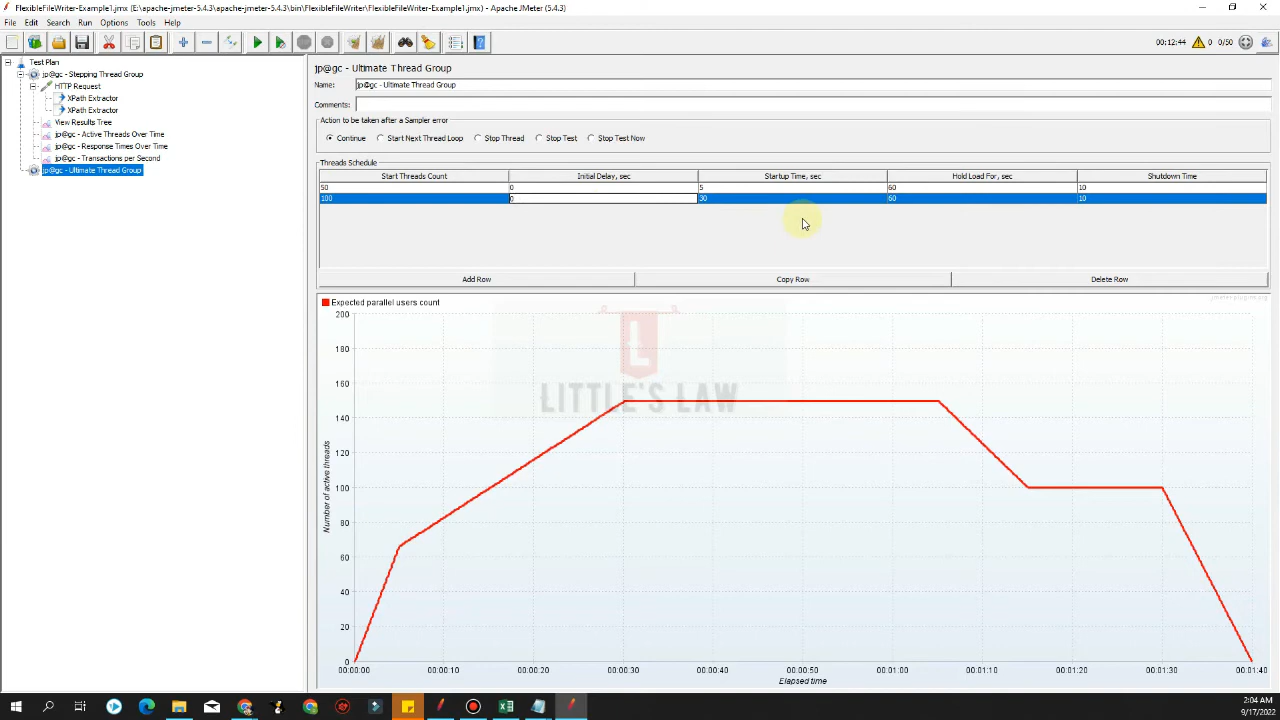 FlexibleFileWriter-Example1.jmx (E:\apache-jmeter-5.4.3\apache-jmeter-5.4.3\bin\FlexibleFileWriter\FlexibleFileWriter-Example1.jmx) - Apache JMeter (5.4.3)
File Edit Search Run Options Tools Help
00:12:44 0 0/50
Test Plan
jp@gc - Stepping Thread Group
HTTP Request
XPath Extractor
XPath Extractor
View Results Tree
jp@gc - Active Threads Over Time
jp@gc - Response Times Over Time
jp@gc - Transactions per Second
jp@gc - Ultimate Thread Group
jp@gc - Ultimate Thread Group
Name: jp@gc - Ultimate Thread Group
Comments:
Action to be taken after a Sampler error
Continue Start Next Thread Loop Stop Thread Stop Test Stop Test Now
Threads Schedule
Start Threads Count Initial Delay, sec Startup Time, sec Hold Load For, sec Shutdown Time
50 0 5 60 10
100 0 30 60 10
Add Row Copy Row Delete Row
Expected parallel users count
jmeter-plugins.org
200
180
160
140
120
100
80
60
40
20
0
Number of active threads
L
LITTLE'S LAW
00:00:00 00:00:10 00:00:20 00:00:30 00:00:40 00:00:50 00:01:00 00:01:10 00:01:20 00:01:30 00:01:40
Elapsed time
2:04 AM
9/17/2022